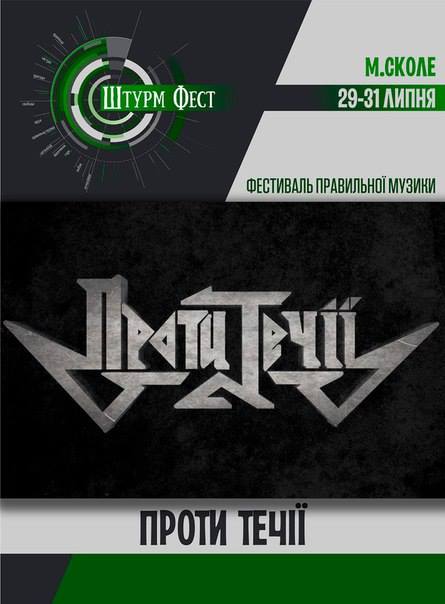 Штурм Фест
м.Сколе
29-31 липня
ФЕСТИВАЛЬ ПРАВИЛЬНОЇ МУЗИКИ
Проти Течії
ПРОТИ ТЕЧІЇ